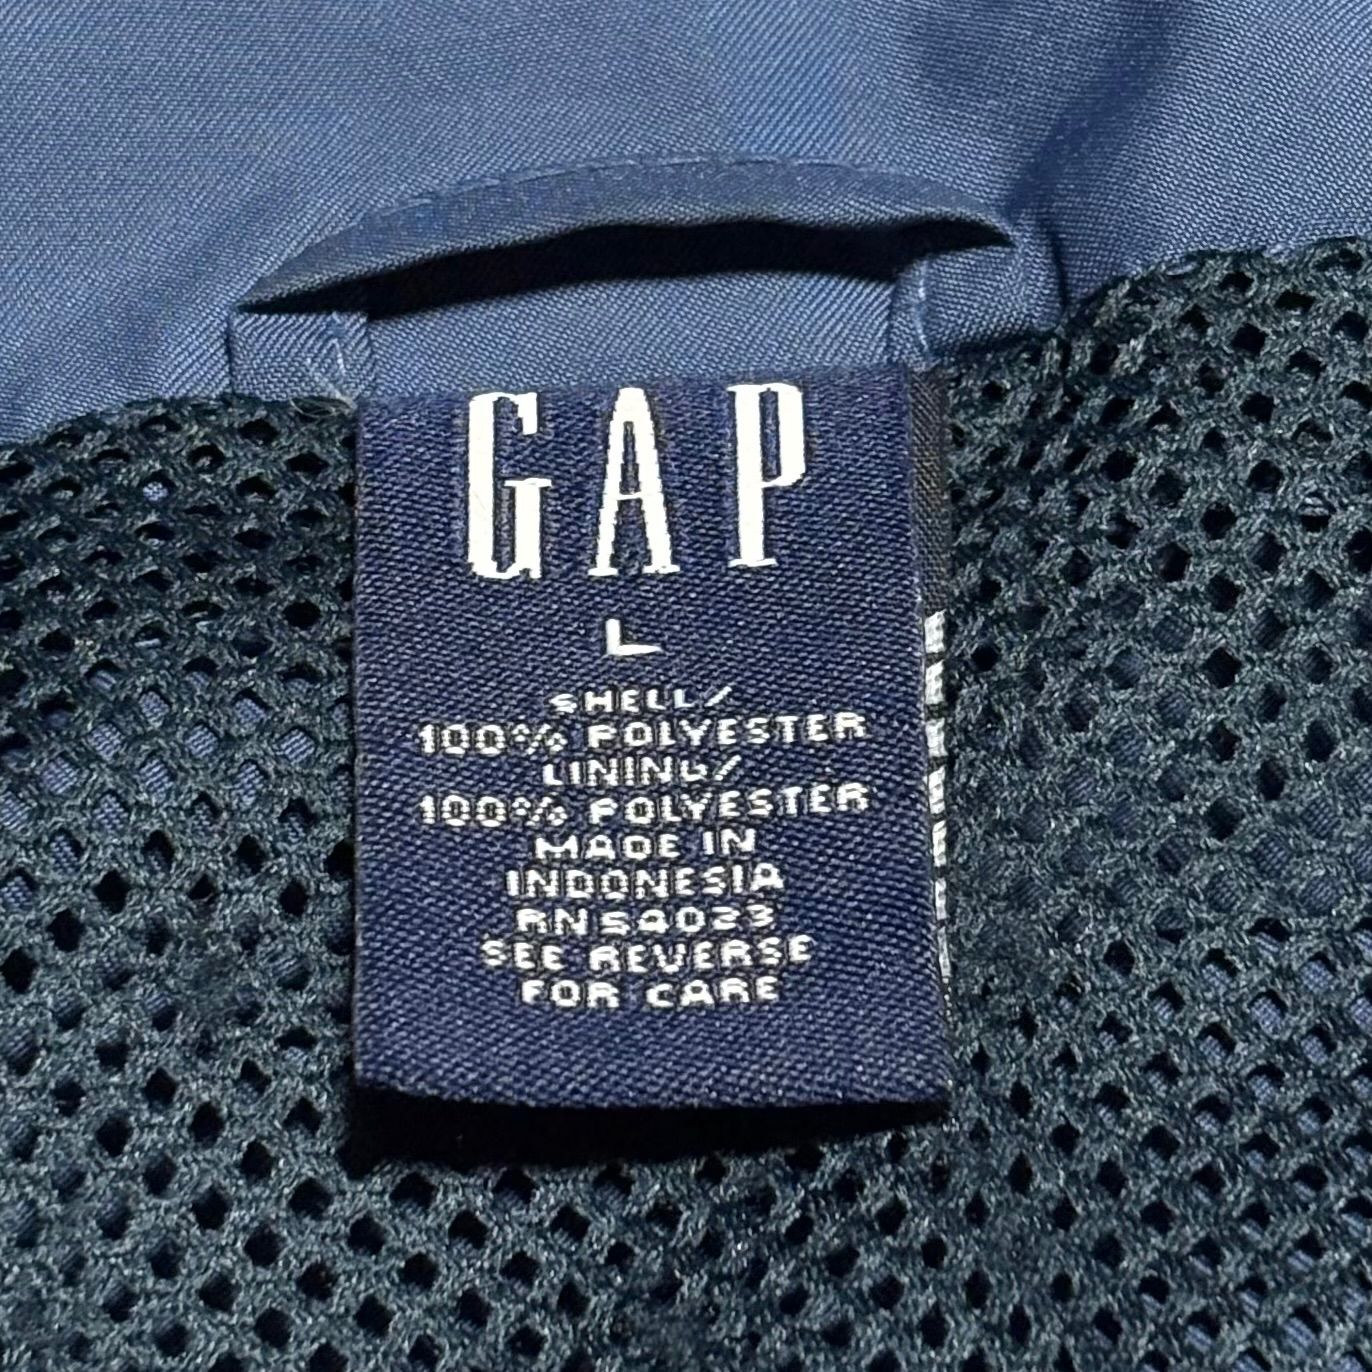 GAP
L
SHELL/
100% POLYESTER
LINING/
100% POLYESTER
MADE IN
INDONESIA
RN54023
SEE REVERSE
FOR CARE